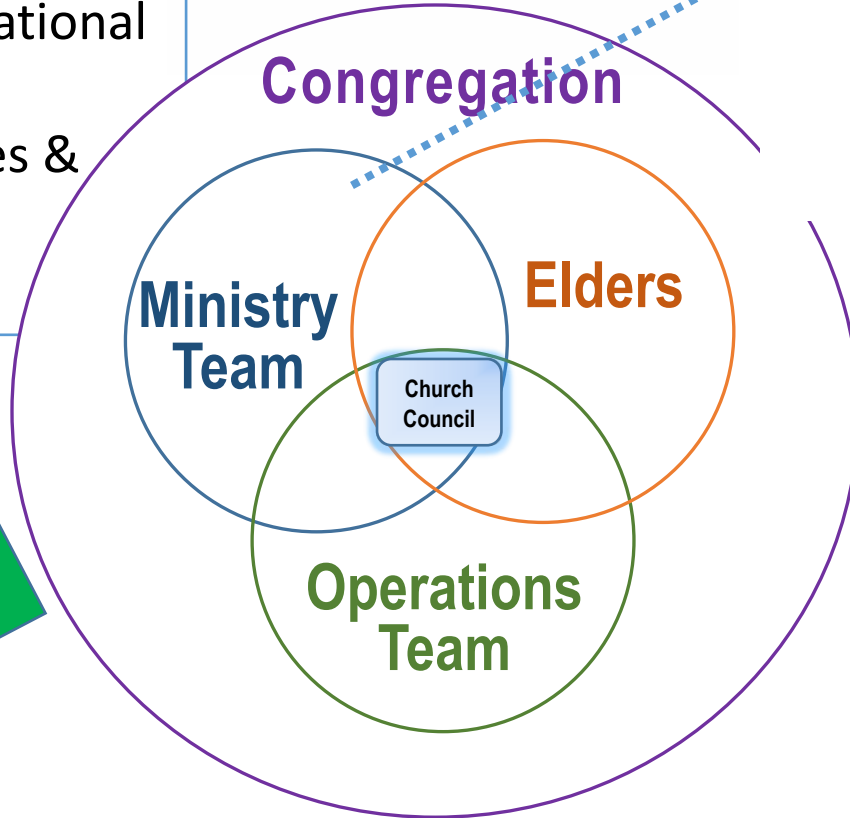 ational
Congregation
es &
Elders
Ministry
Team
Church
Council
Operations
Team